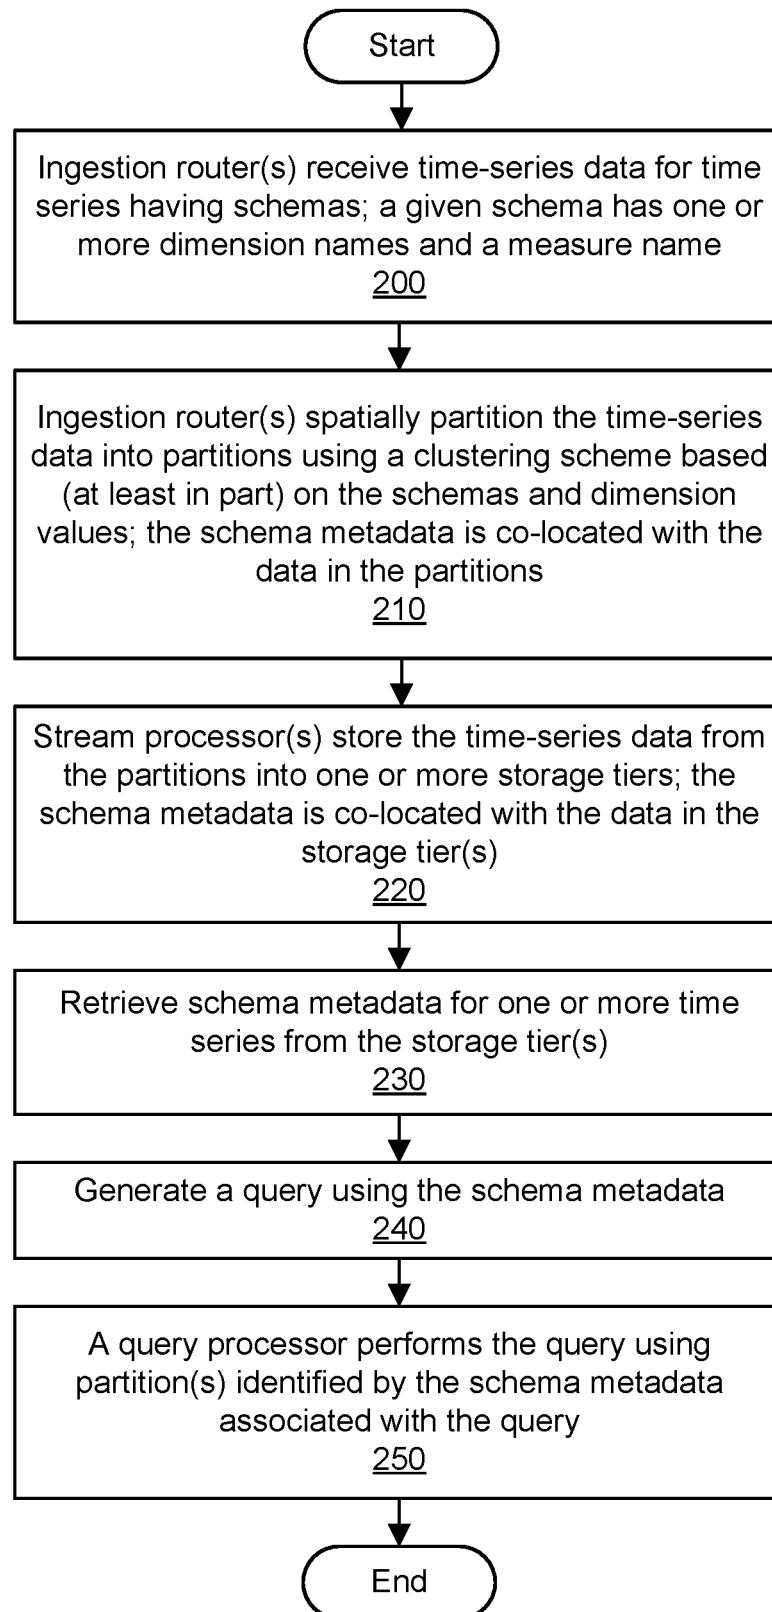 Start
Ingestion router(s) receive time-series data for time
series having schemas; a given schema has one or
more dimension names and a measure name
200
Ingestion router(s) spatially partition the time-series
data into partitions using a clustering scheme based
(at least in part) on the schemas and dimension
values; the schema metadata is co-located with the
data in the partitions
210
Stream processor(s) store the time-series data from
the partitions into one or more storage tiers; the
schema metadata is co-located with the data in the
storage tier(s)
220
Retrieve schema metadata for one or more time
series from the storage tier(s)
230
Generate a query using the schema metadata
240
A query processor performs the query using
partition(s) identified by the schema metadata
associated with the query
250
End